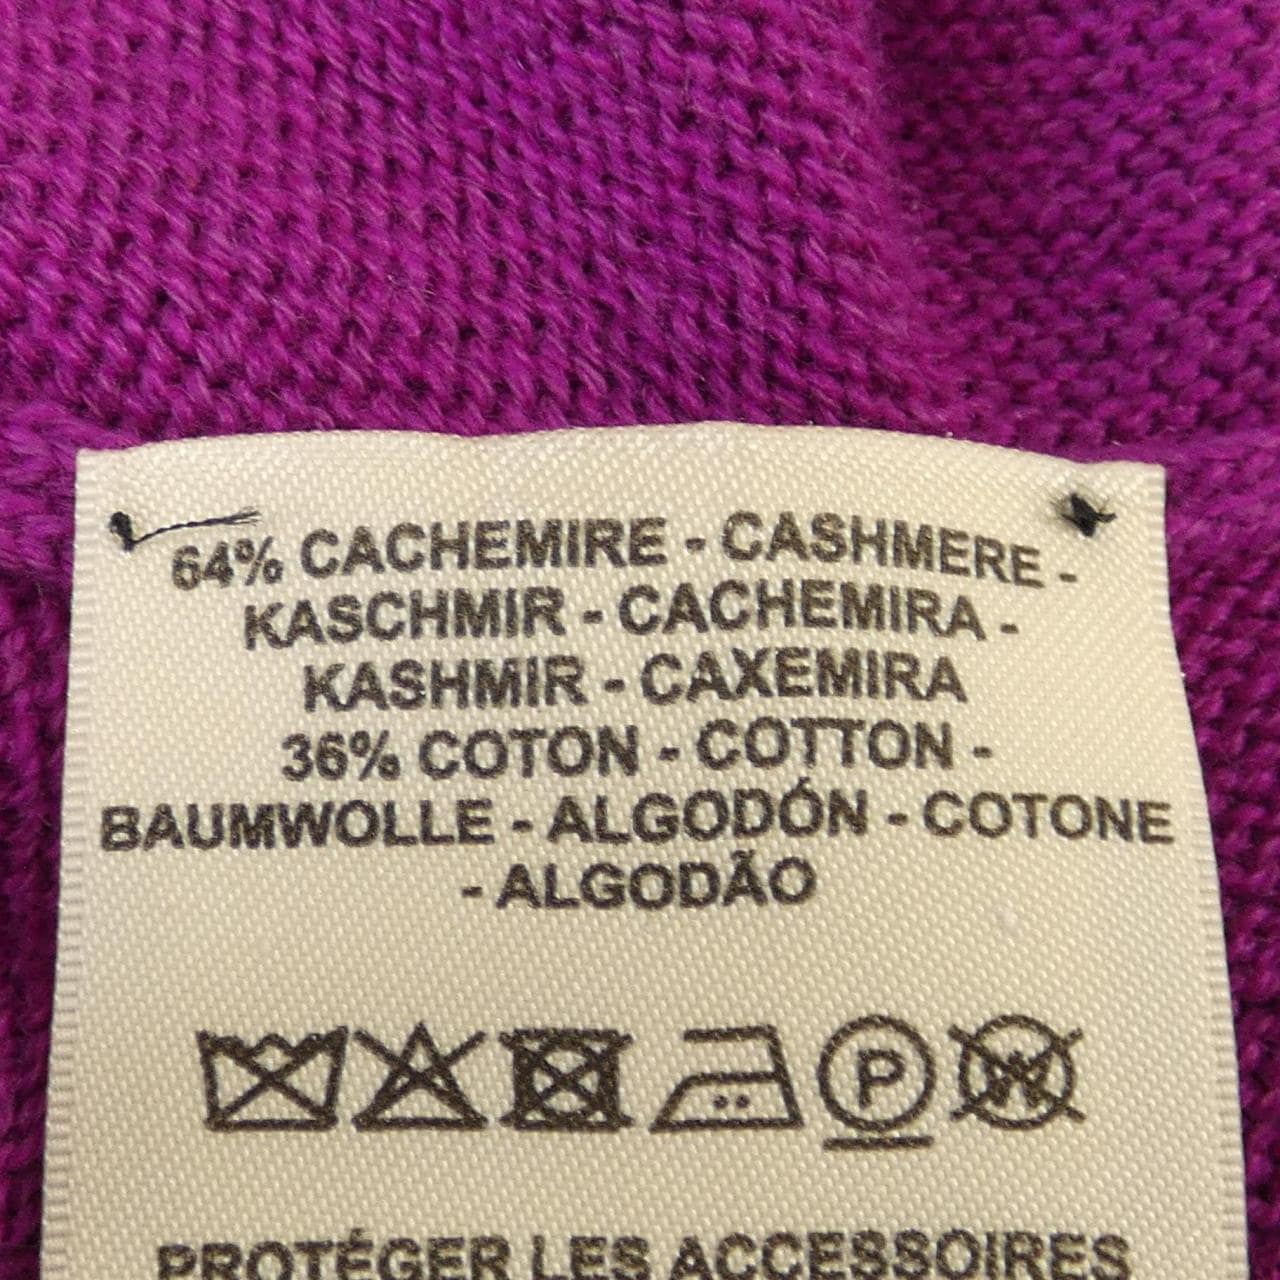 64% CACHEMIRE - CASHMERE -
KASCHMIR - CACHEMIRA -
KASHMIR - CAXEMIRA
36% COTON - COTTON -
BAUMWOLLE - ALGODÓN - COTONE
- ALGODÃO
P W
PROTÉGER LES ACCESSOIRES